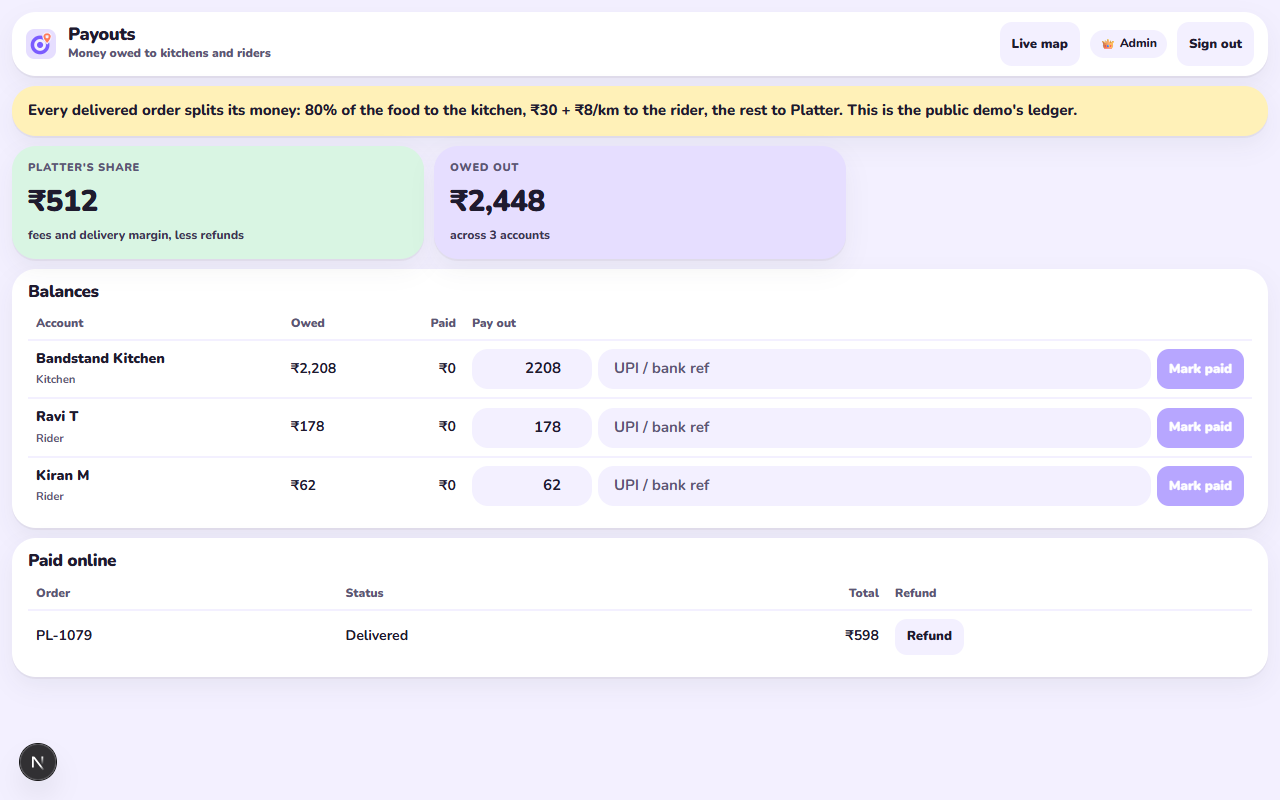 Payouts
Money owed to kitchens and riders
Live map
Admin
Sign out
Every delivered order splits its money: 80% of the food to the kitchen, ₹30 + ₹8/km to the rider, the rest to Platter. This is the public demo's ledger.
PLATTER'S SHARE
₹512
fees and delivery margin, less refunds
OWED OUT
₹2,448
across 3 accounts
Balances
Account Owed Paid Pay out
Bandstand Kitchen
Kitchen
₹2,208 ₹0 2208 UPI / bank ref Mark paid
Ravi T
Rider
₹178 ₹0 178 UPI / bank ref Mark paid
Kiran M
Rider
₹62 ₹0 62 UPI / bank ref Mark paid
Paid online
Order Status Total Refund
PL-1079 Delivered ₹598 Refund
N